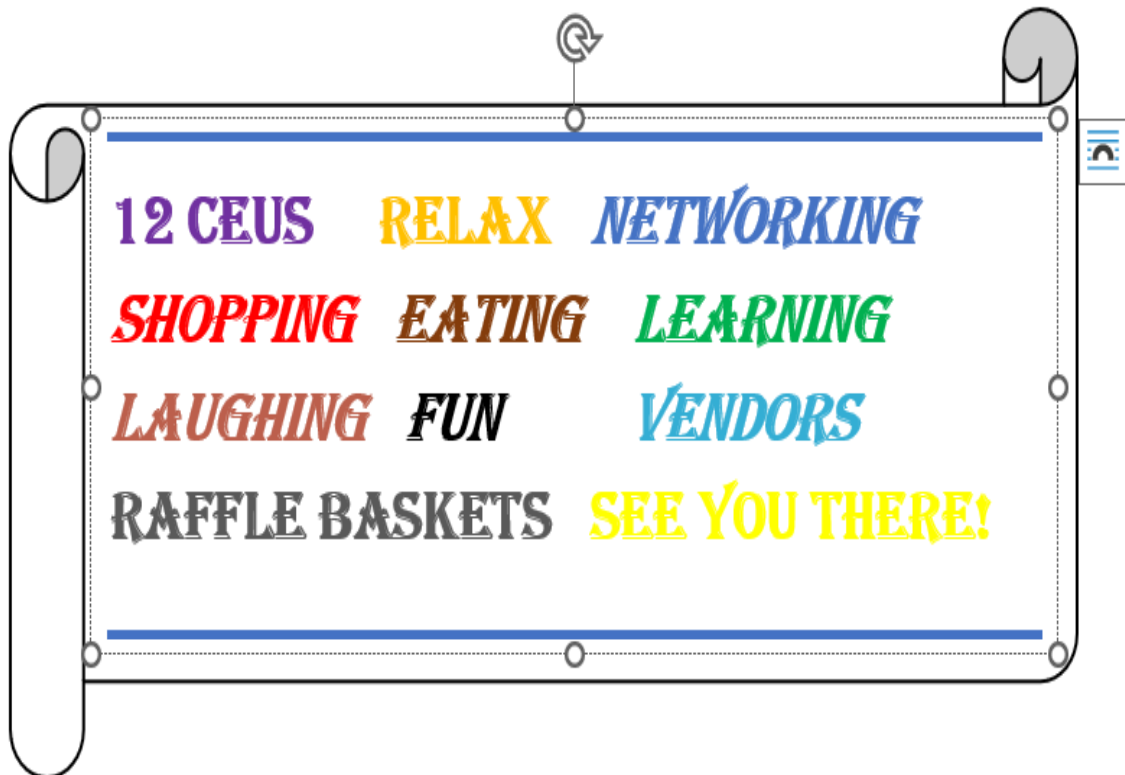 12 CEUS RELAX NETWORKING
SHOPPING EATING LEARNING
LAUGHING FUN VENDORS
RAFFLE BASKETS SEE YOU THERE!